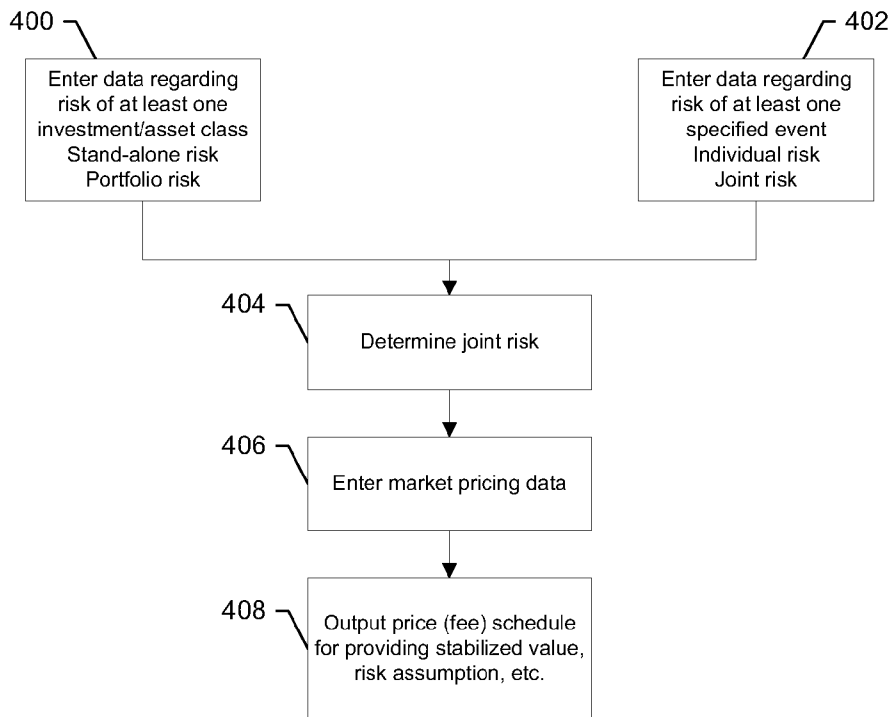 400
Enter data regarding
risk of at least one
investment/asset class
Stand-alone risk
Portfolio risk
402
Enter data regarding
risk of at least one
specified event
Individual risk
Joint risk
404
Determine joint risk
406
Enter market pricing data
408
Output price (fee) schedule
for providing stabilized value,
risk assumption, etc.